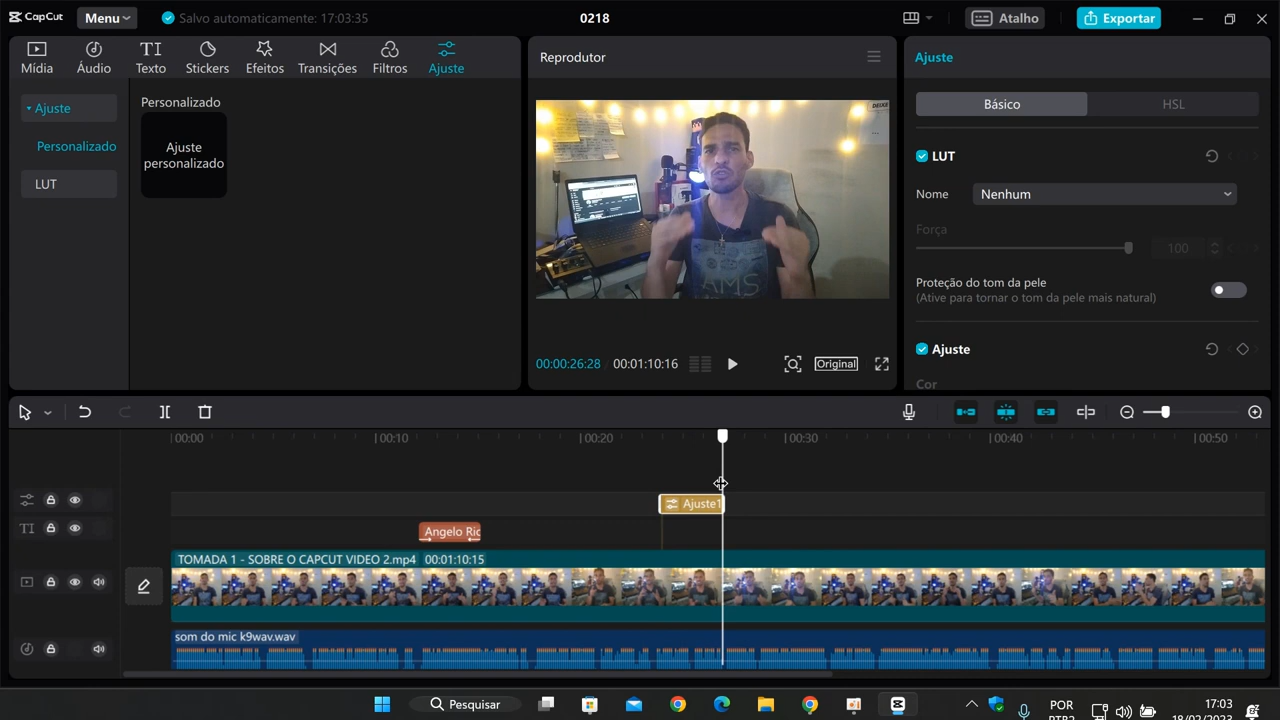 CapCut
Menu
Salvo automaticamente: 17:03:35
0218
Atalho
Exportar
Mídia
Áudio
TI
Texto
Stickers
Efeitos
Transições
Filtros
Ajuste
Ajuste
Personalizado
LUT
Personalizado
Ajuste
personalizado
Reprodutor
AMS
00:00:26:28
00:01:10:16
Original
Ajuste
Básico
HSL
LUT
Nome
Nenhum
Força
100
Proteção do tom da pele
(Ative para tornar o tom da pele mais natural)
Ajuste
Cor
00:00
00:10
00:20
00:30
00:40
00:50
Ajuste1
TI
Angelo Ric
TOMADA 1 - SOBRE O CAPCUT VIDEO 2.mp4 00:01:10:15
som do mic k9wav.wav
Pesquisar
POR
PTB2
17:03
18/02/2023